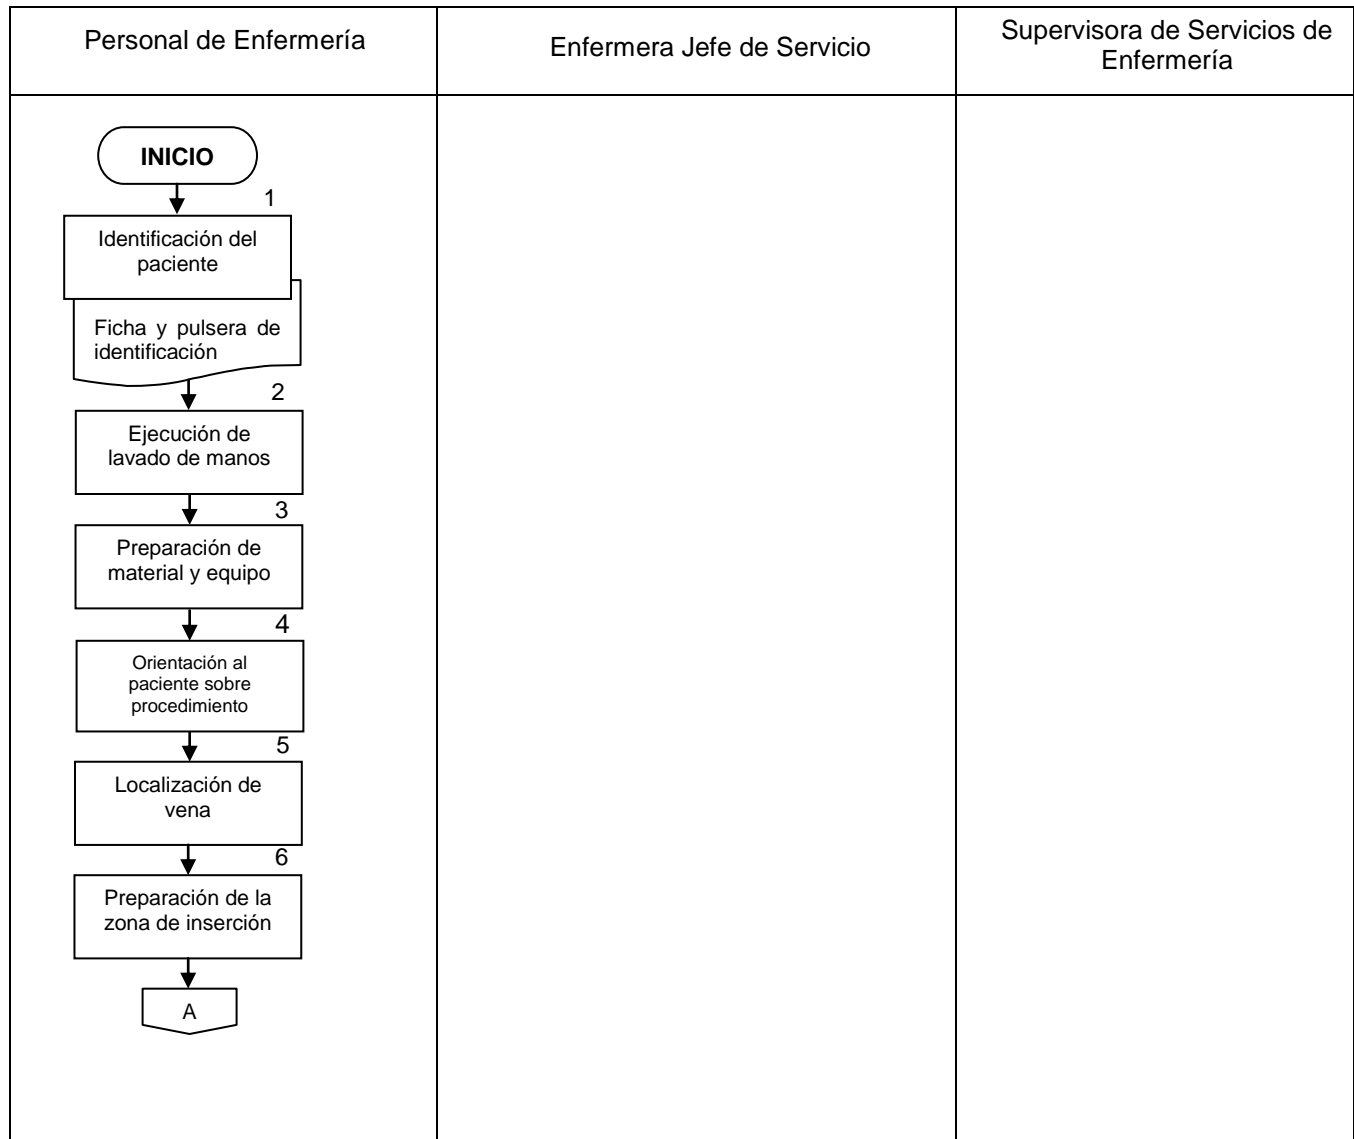 Personal de Enfermería
Enfermera Jefe de Servicio
Supervisora de Servicios de
Enfermería
INICIO
1
Identificación del
paciente
Ficha y pulsera de
identificación
2
Ejecución de
lavado de manos
3
Preparación de
material y equipo
4
Orientación al
paciente sobre
procedimiento
5
Localización de
vena
6
Preparación de la
zona de inserción
A